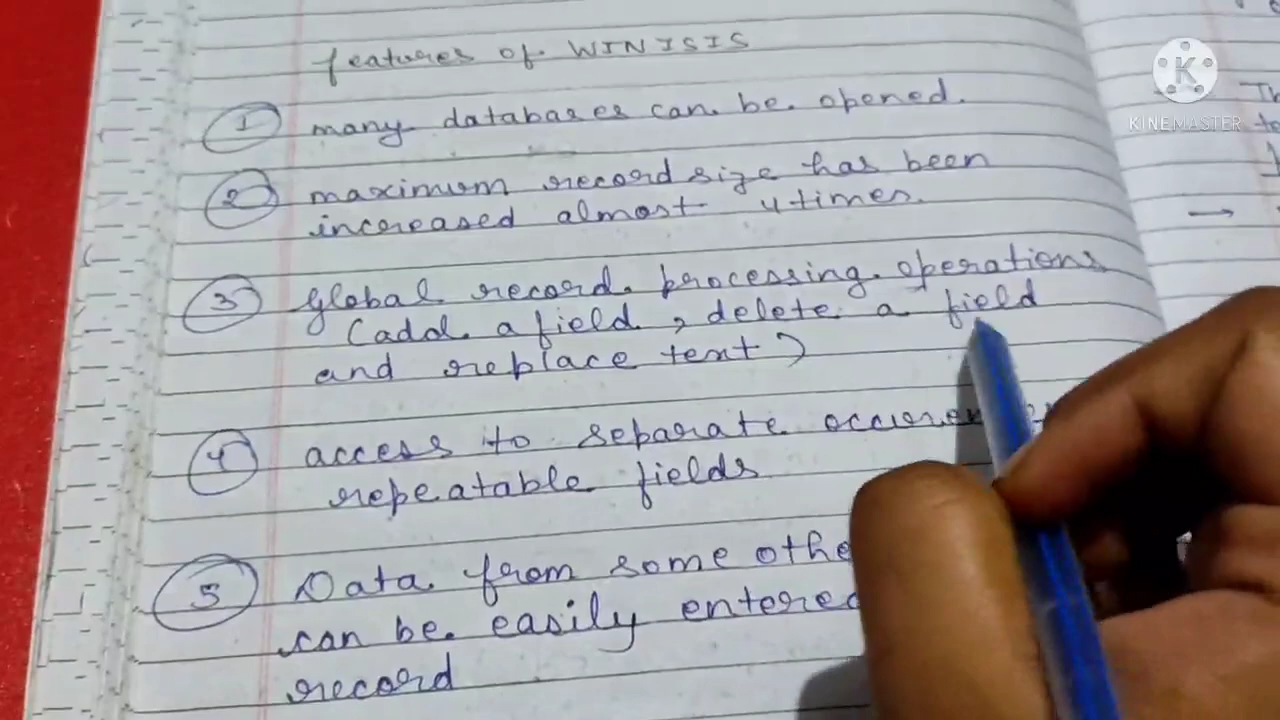 features of WINISIS
1 many databases can be opened.
2 maximum record size has been
increased almost 4 times.
3 Global record processing operations
(add a field, delete a field
and replace text)
4 access to separate
repeatable fields
5 Data from some
can be easily entered
record
K
KINEMASTER